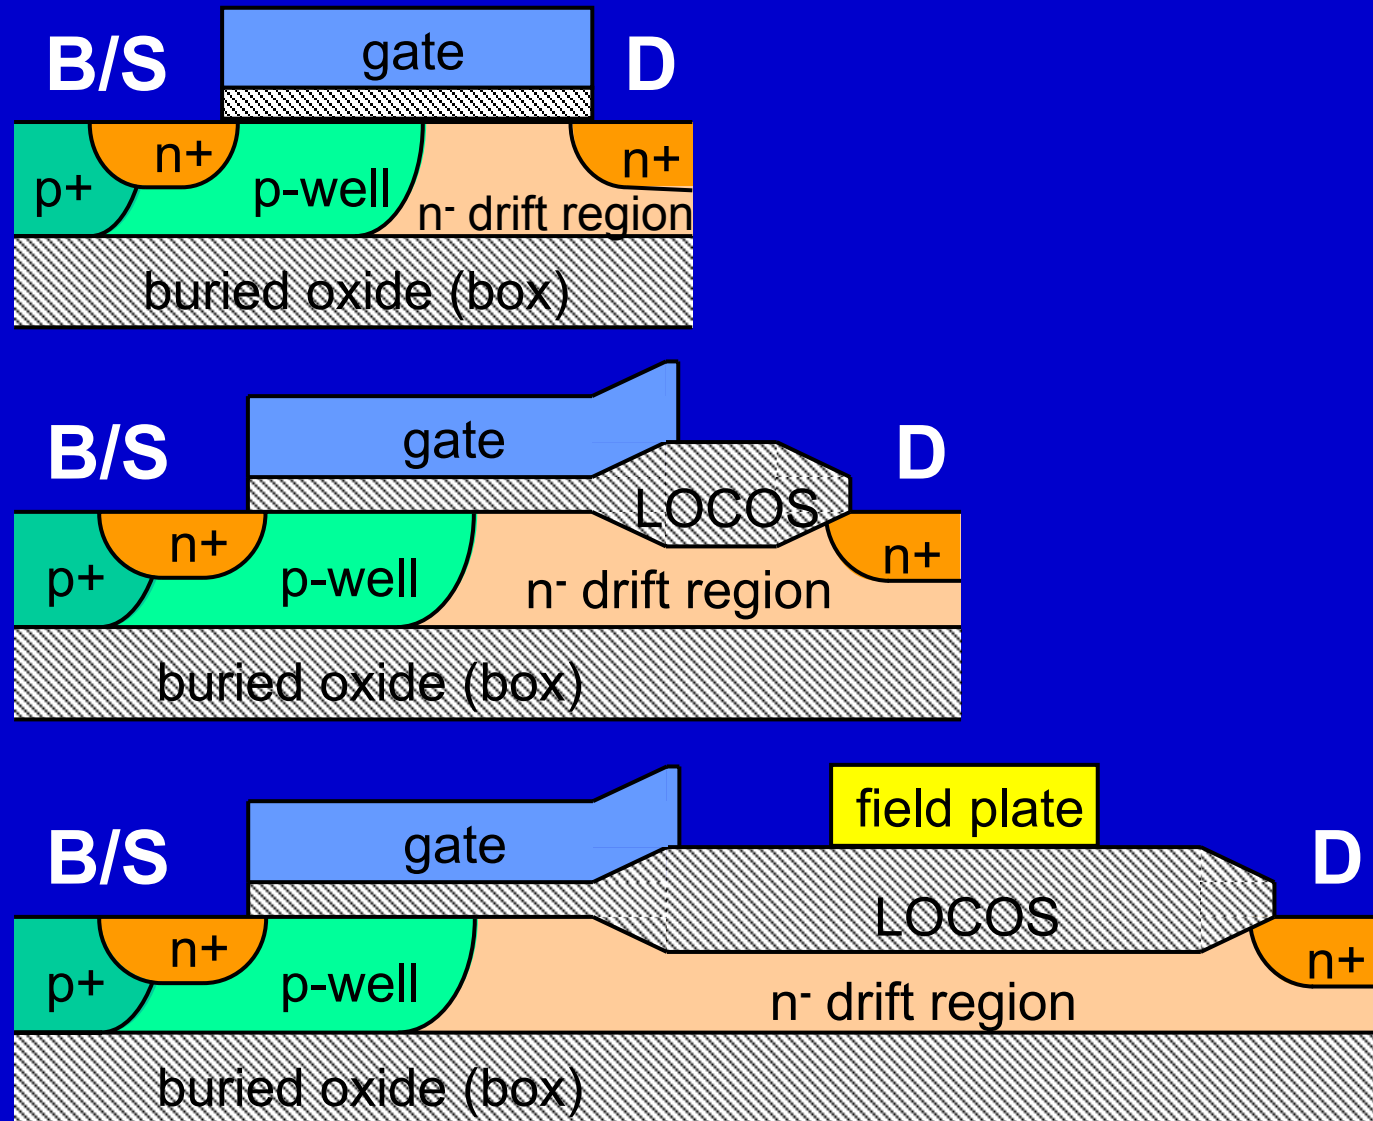 B/S
gate
D
p+
n+
p-well
n- drift region
n+
buried oxide (box)
B/S
gate
LOCOS
D
p+
n+
p-well
n- drift region
n+
buried oxide (box)
B/S
gate
field plate
LOCOS
D
p+
n+
p-well
n- drift region
n+
buried oxide (box)